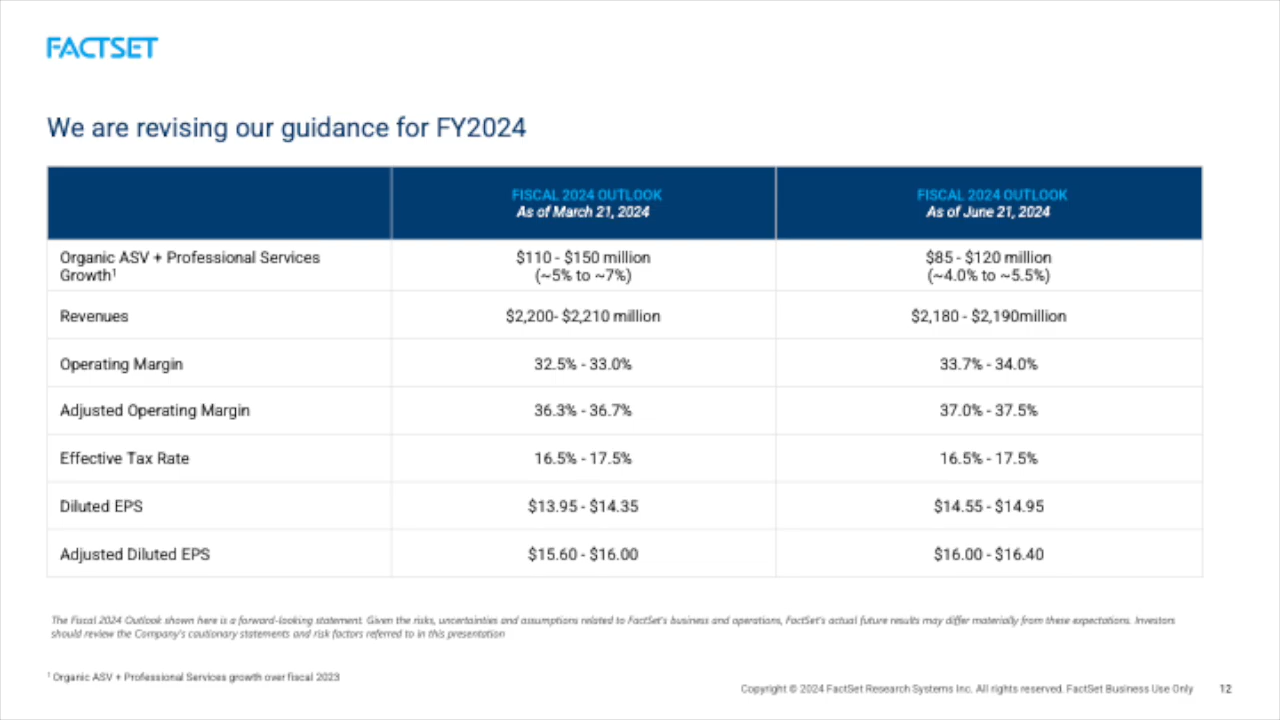 FACTSET
We are revising our guidance for FY2024
FISCAL 2024 OUTLOOK
As of March 21, 2024
FISCAL 2024 OUTLOOK
As of June 21, 2024
Organic ASV + Professional Services
Growth¹
$110 - $150 million
(~5% to ~7%)
$85 - $120 million
(~4.0% to ~5.5%)
Revenues
$2,200- $2,210 million
$2,180 - $2,190million
Operating Margin
32.5% - 33.0%
33.7% - 34.0%
Adjusted Operating Margin
36.3% - 36.7%
37.0% - 37.5%
Effective Tax Rate
16.5% - 17.5%
16.5% - 17.5%
Diluted EPS
$13.95 - $14.35
$14.55 - $14.95
Adjusted Diluted EPS
$15.60 - $16.00
$16.00 - $16.40
The Fiscal 2024 Outlook shown here is a forward-looking statement. Given the risks, uncertainties and assumptions related to FactSet's business and operations, FactSet's actual future results may differ materially from these expectations. Investors
should review the Company's cautionary statements and risk factors referred to in this presentation
¹ Organic ASV + Professional Services growth over fiscal 2023
Copyright © 2024 FactSet Research Systems Inc. All rights reserved. FactSet Business Use Only
12